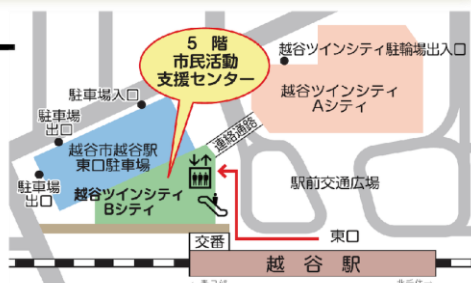 5 階
市民活動
支援センター
越谷ツインシティ駐輪場出入口
越谷ツインシティ
Aシティ
駐車場入口
駐車場
出口
越谷市越谷駅
東口駐車場
連絡通路
駐車場
出口
越谷ツインシティ
Bシティ
駅前交通広場
交番
東口
越谷駅